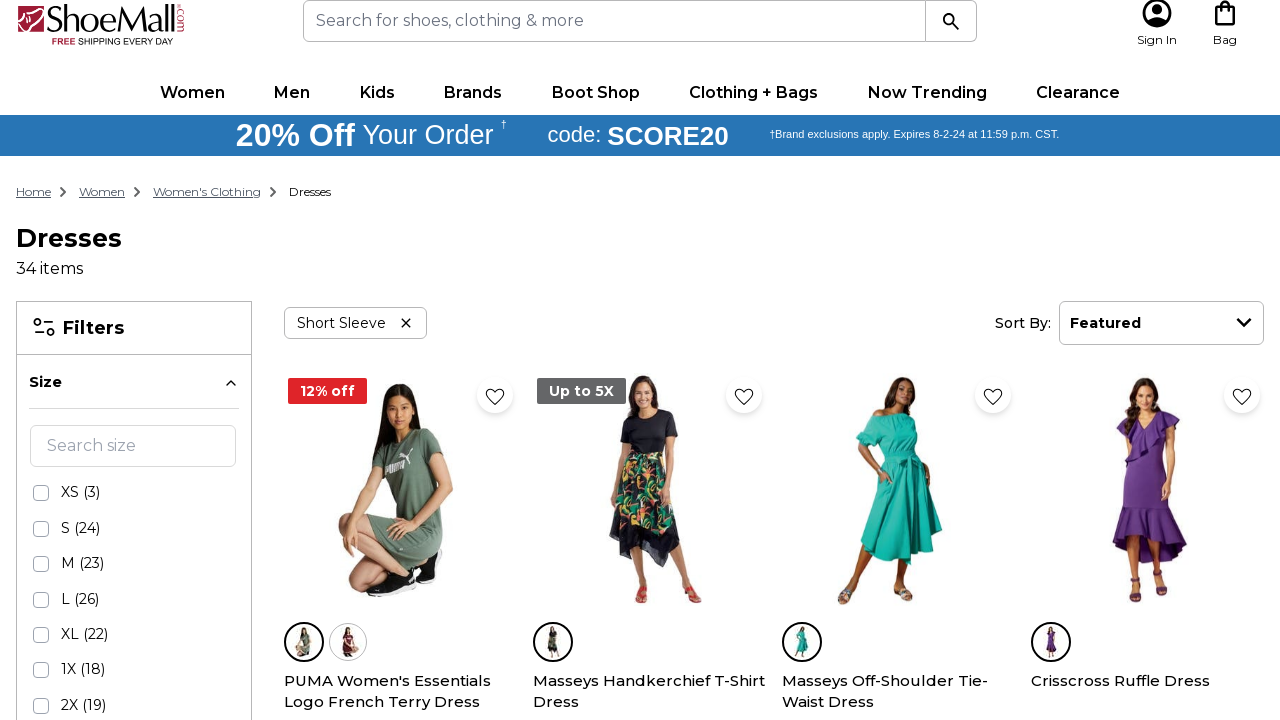 ShoeMall.com
FREE SHIPPING EVERY DAY
Search for shoes, clothing & more
Sign In
Bag
Women
Men
Kids
Brands
Boot Shop
Clothing + Bags
Now Trending
Clearance
20% Off Your Order † code: SCORE20 †Brand exclusions apply. Expires 8-2-24 at 11:59 p.m. CST.
Home
Women
Women's Clothing
Dresses
Dresses
34 items
Filters
Size
Search size
XS (3)
S (24)
M (23)
L (26)
XL (22)
1X (18)
2X (19)
Short Sleeve
Sort By:
Featured
12% off
PUMA
PUMA Women's Essentials
Logo French Terry Dress
Up to 5X
Masseys Handkerchief T-Shirt
Dress
Masseys Off-Shoulder Tie-
Waist Dress
Crisscross Ruffle Dress